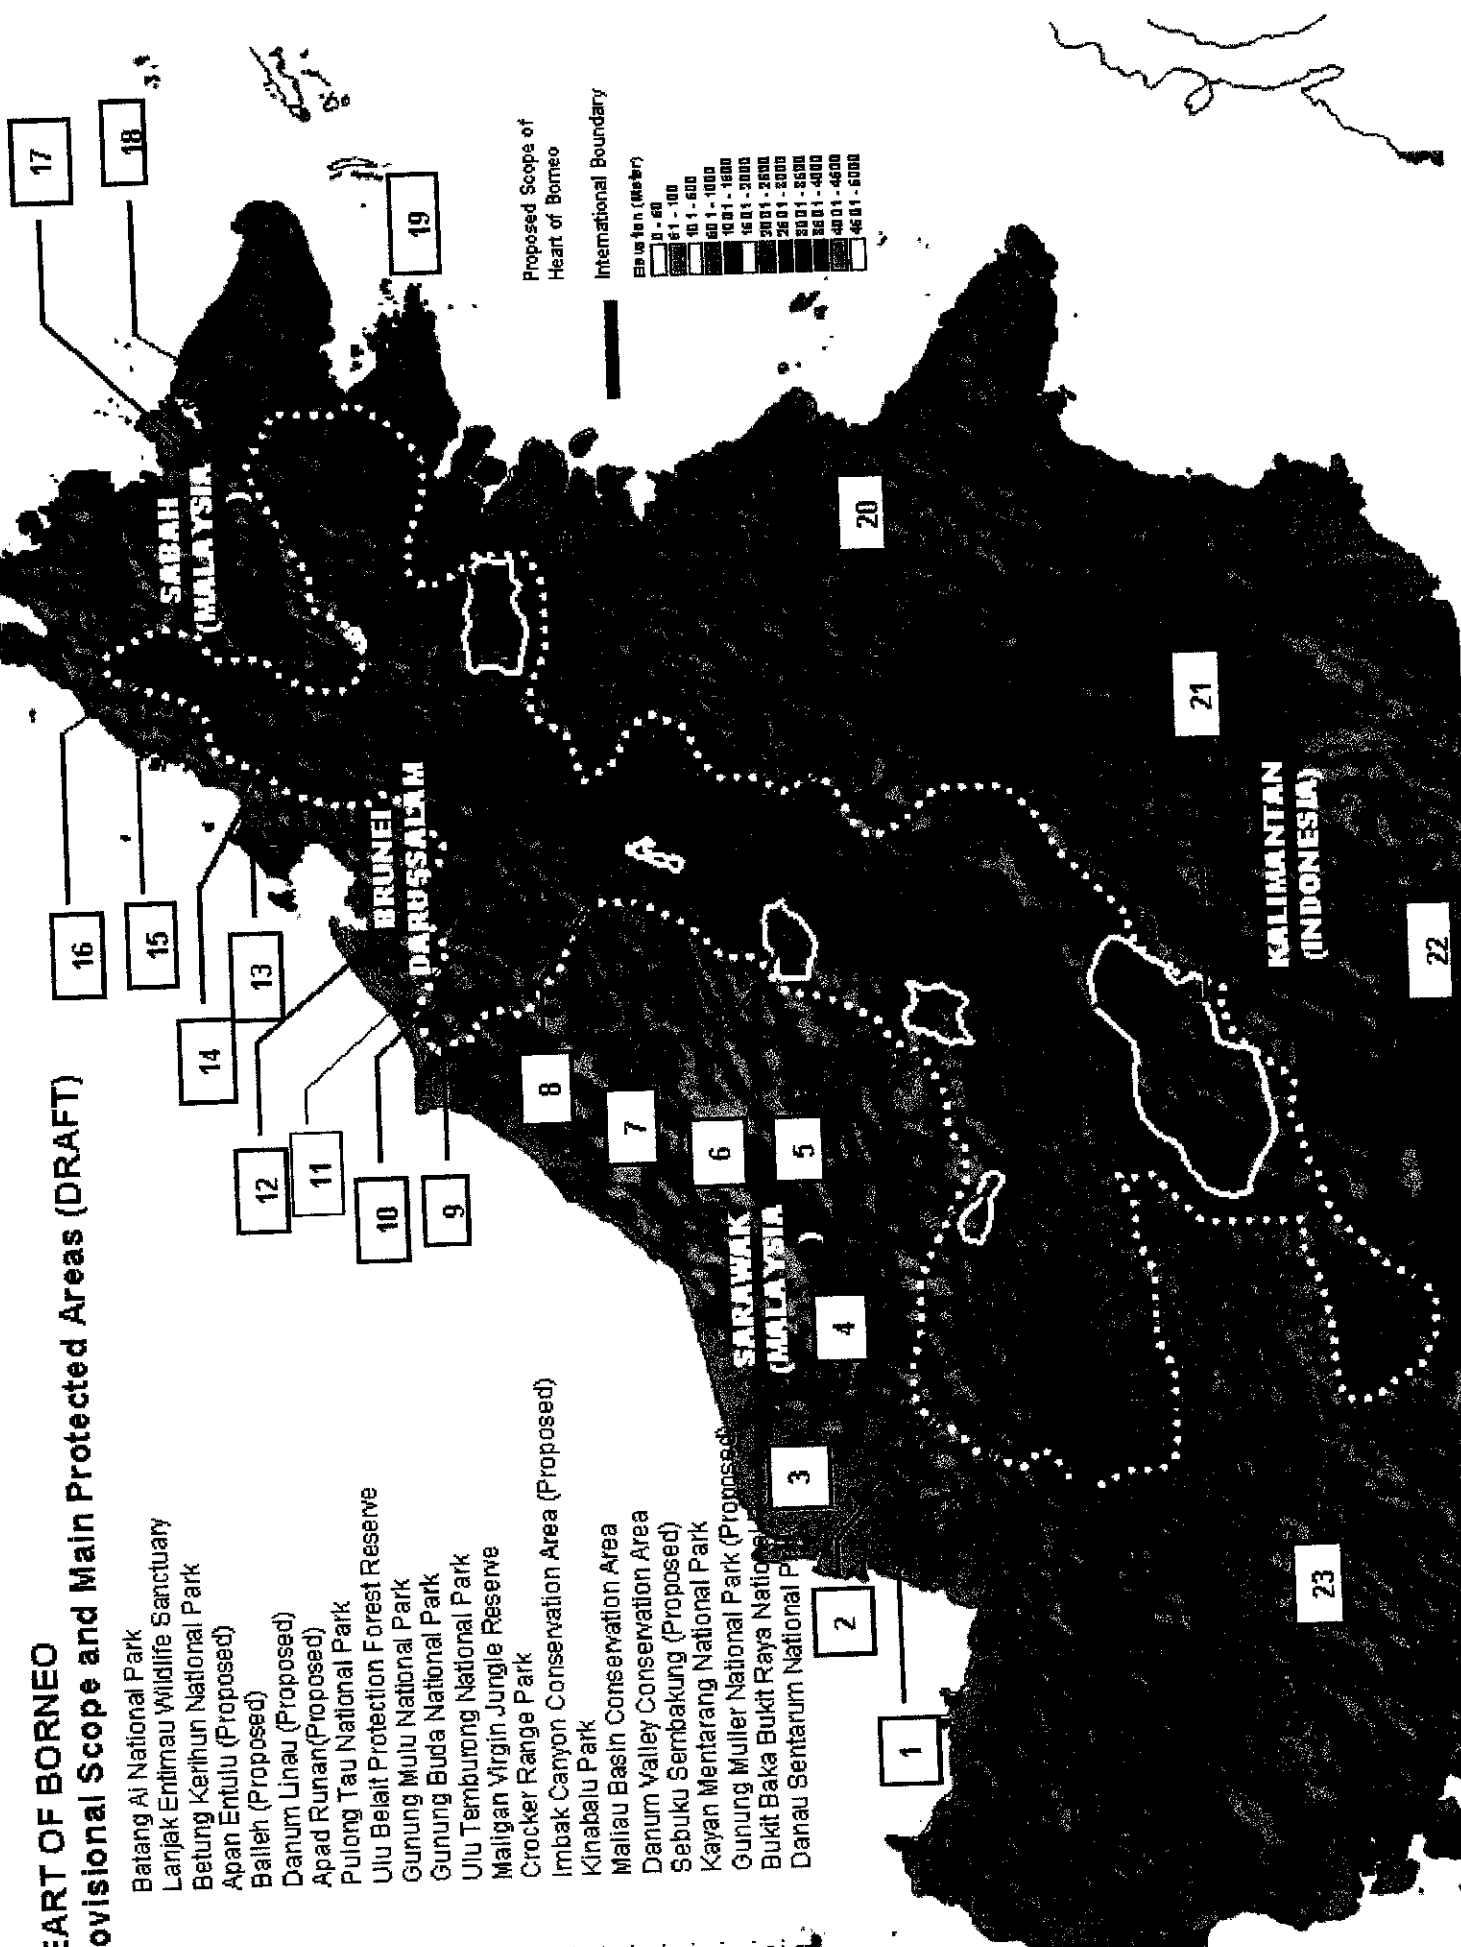 EART OF BORNEO
ovisional Scope and Main Protected Areas (DRAFT)
Batang Ai National Park
Lanjak Entimau Wildlife Sanctuary
Betung Kerihun National Park
Apan Entulu (Proposed)
Balleh (Proposed)
Danum Linau (Proposed)
Apad Runan(Proposed)
Pulong Tau National Park
Ulu Belait Protection Forest Reserve
Gunung Mulu National Park
Gunung Buda National Park
Ulu Temburong National Park
Maligan Virgin Jungle Reserve
Crocker Range Park
Imbak Canyon Conservation Area (Proposed)
Kinabalu Park
Maliau Basin Conservation Area
Danum Valley Conservation Area
Sebuku Sembakung (Proposed)
Kayan Mentarang National Park
Gunung Muller National Park (Proposed)
Bukit Baka Bukit Raya National
Danau Sentarum National P
1
2
3
4
5
6
7
8
9
10
11
12
13
14
15
16
17
18
19
20
21
22
23
SABAH
(MALAYSIA
)
BRUNEI
DARUSSALAM
SARAWAK
(MALAYSIA
)
KALIMANTAN
(INDONESIA)
Proposed Scope of
Heart of Borneo
International Boundary